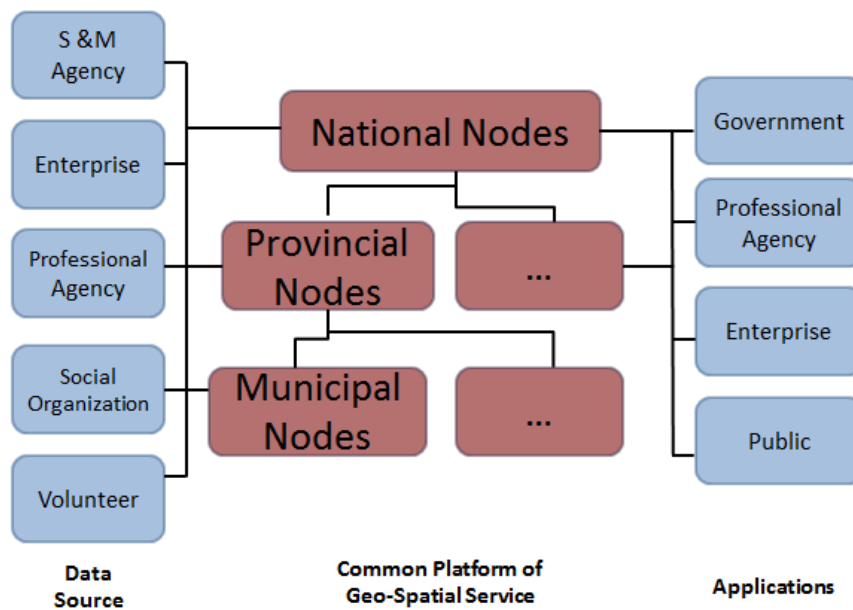 S &M
Agency
Enterprise
Professional
Agency
Social
Organization
Volunteer
Data
Source
National Nodes
Provincial
Nodes
...
Municipal
Nodes
...
Common Platform of
Geo-Spatial Service
Government
Professional
Agency
Enterprise
Public
Applications